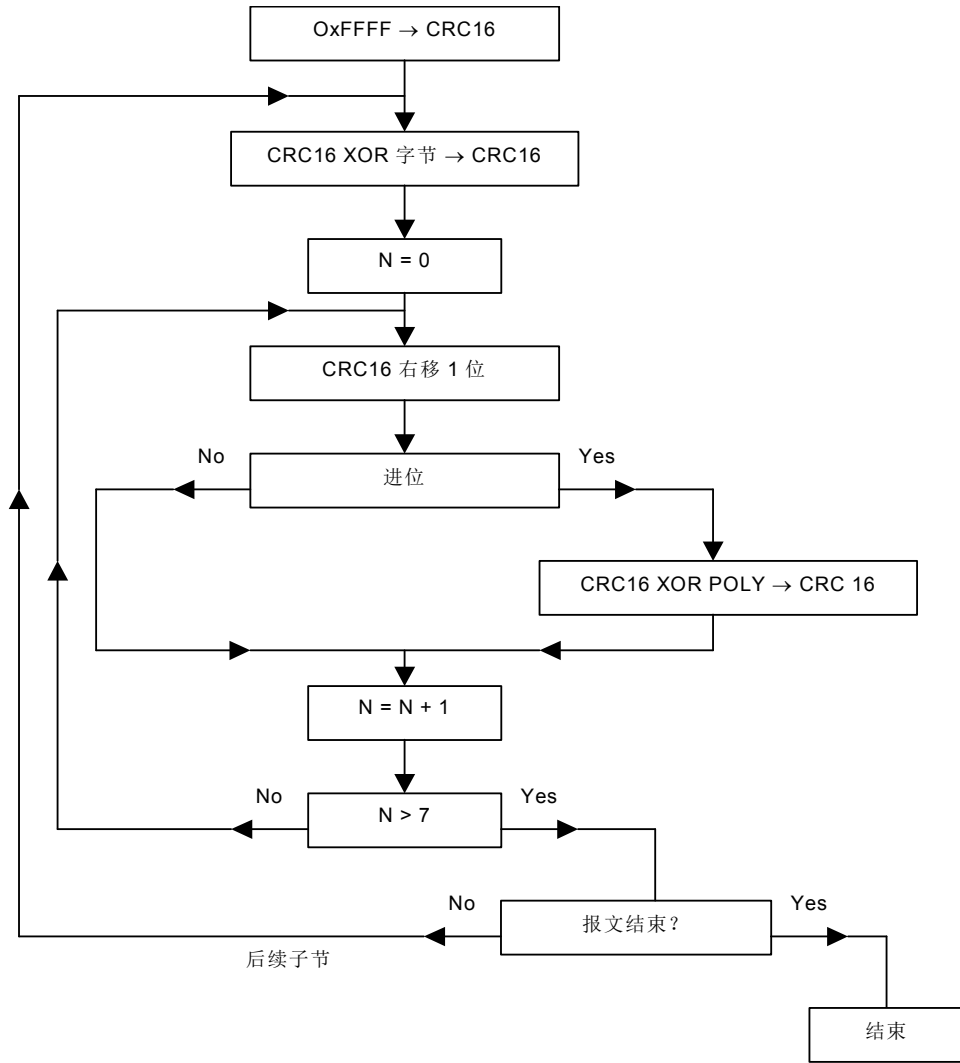 OxFFFF → CRC16
CRC16 XOR 字节 → CRC16
N = 0
CRC16 右移 1 位
No
Yes
进位
CRC16 XOR POLY → CRC 16
N = N + 1
No
Yes
N > 7
No
Yes
报文结束?
后续子节
结束